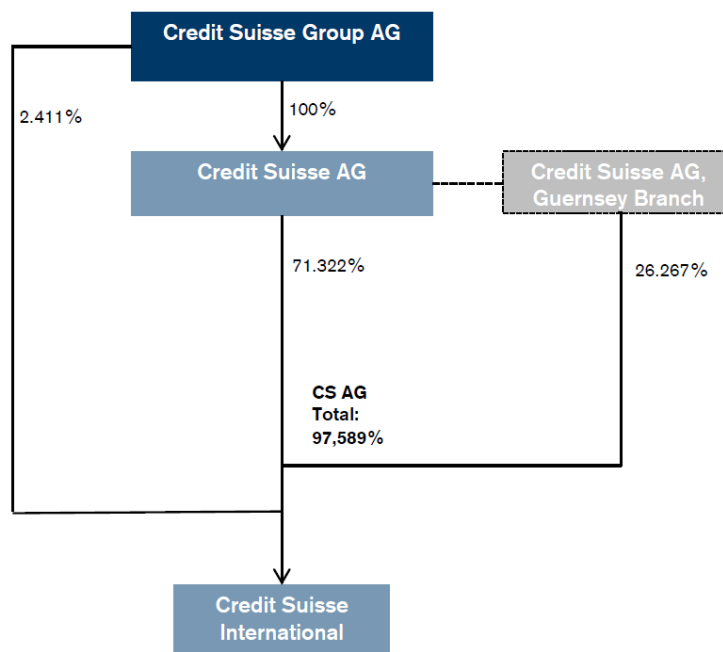 Credit Suisse Group AG
2.411%
100%
Credit Suisse AG
Credit Suisse AG,
Guernsey Branch
71.322%
26.267%
CS AG
Total:
97,589%
Credit Suisse
International